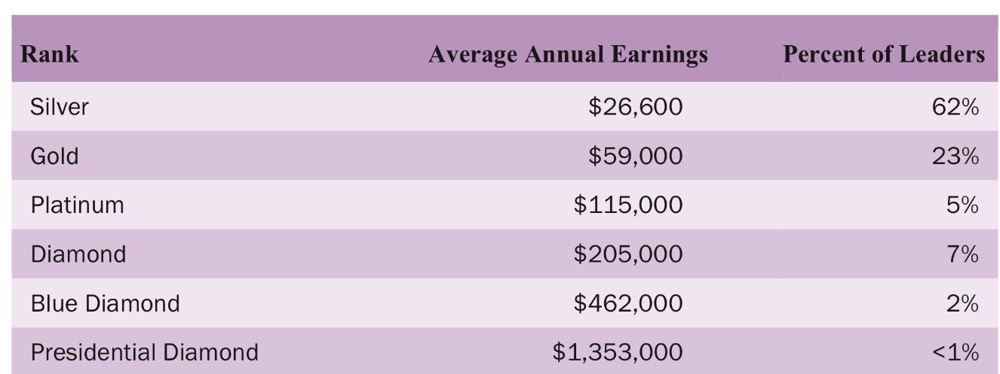 Rank Average Annual Earnings Percent of Leaders
Silver $26,600 62%
Gold $59,000 23%
Platinum $115,000 5%
Diamond $205,000 7%
Blue Diamond $462,000 2%
Presidential Diamond $1,353,000 <1%